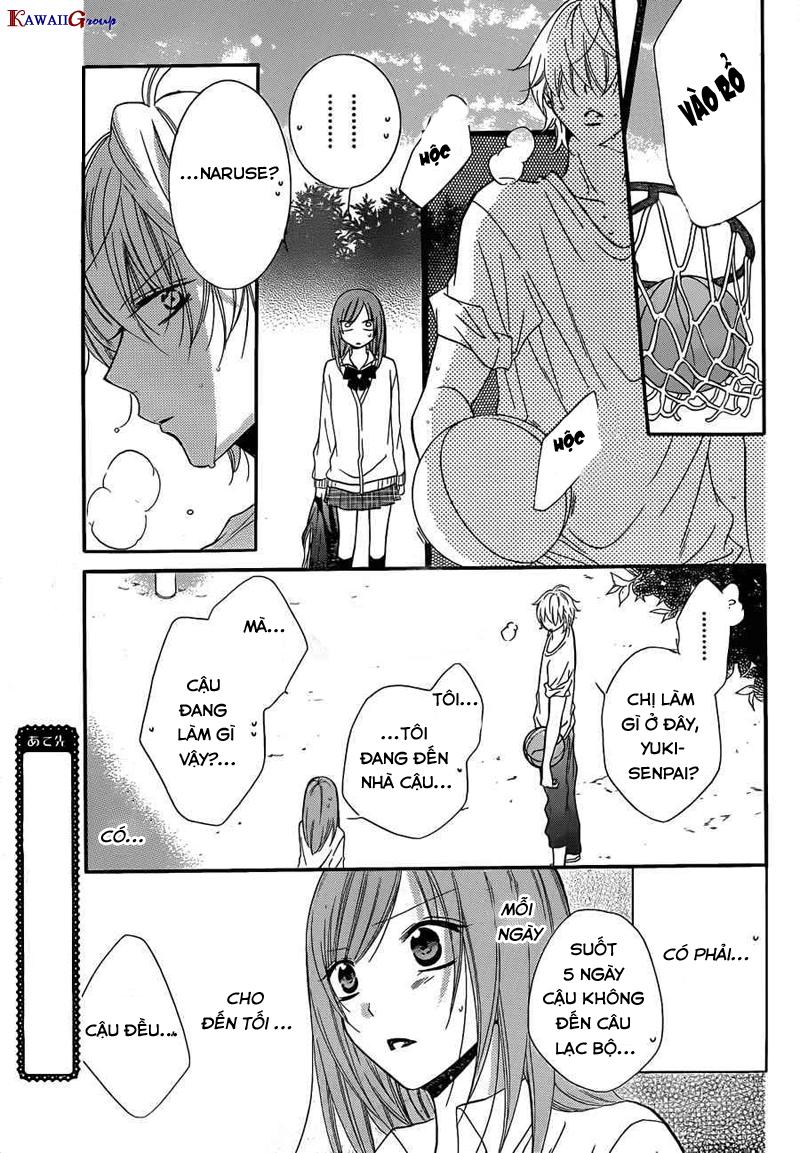 KAWAIIGroup
VÀO RỔ
HỘC
HỘC
...NARUSE?
CHỊ LÀM
GÌ Ở ĐÂY,
YUKI-
SENPAI?
TÔI...
...TÔI
ĐANG ĐẾN
NHÀ CẬU...
MÀ...
CẬU
ĐANG
LÀM GÌ
VẬY?...
CÓ...
CÓ PHẢI...
SUỐT
5 NGÀY
CẬU KHÔNG
ĐẾN CÂU
LẠC BỘ...
MỖI
NGÀY
CHO
ĐẾN TỐI ...
CẬU ĐỀU...